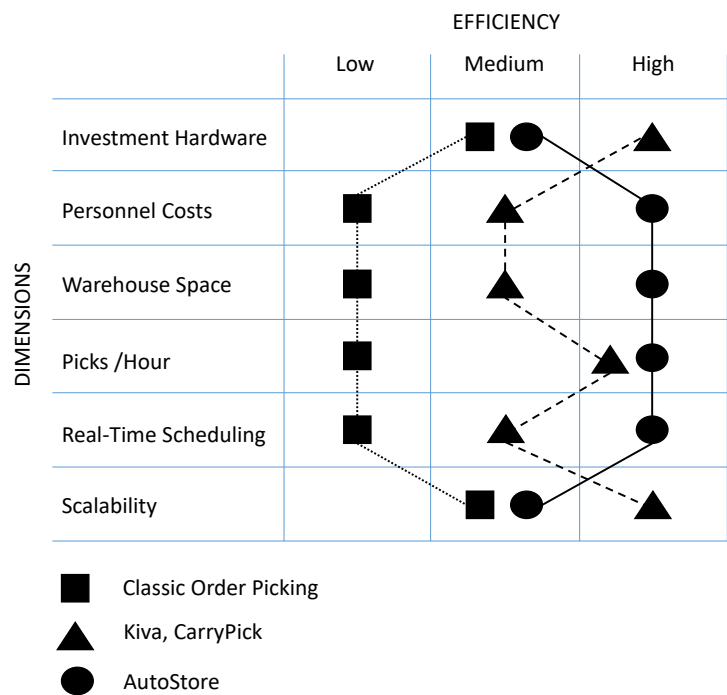 EFFICIENCY
Low Medium High
DIMENSIONS
Investment Hardware
Personnel Costs
Warehouse Space
Picks /Hour
Real-Time Scheduling
Scalability
Classic Order Picking
Kiva, CarryPick
AutoStore